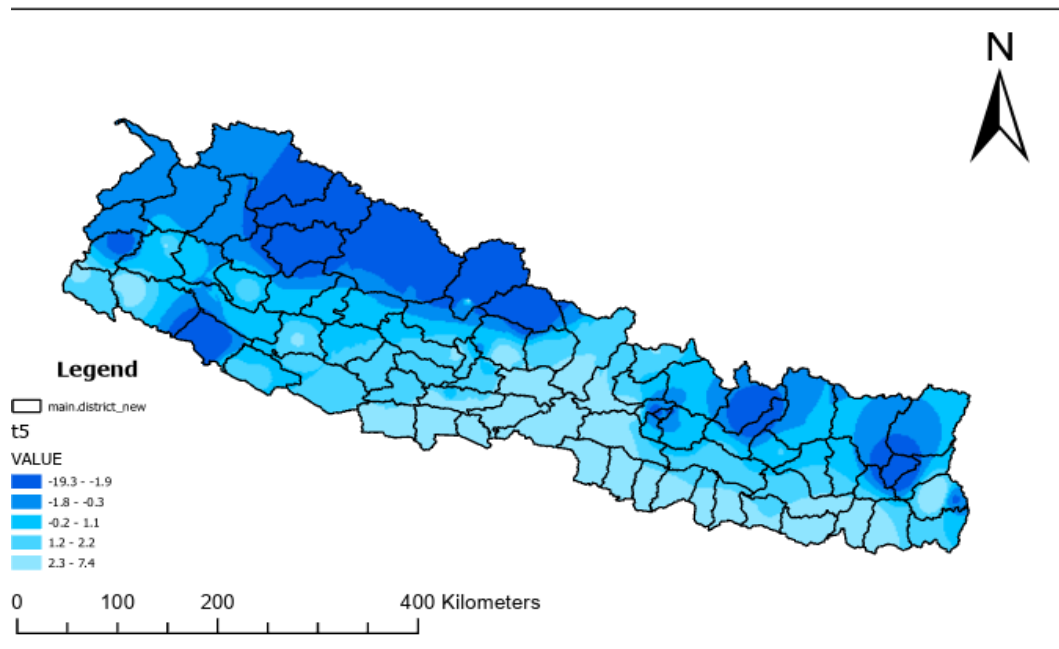 N
Legend
main.district_new
t5
VALUE
-19.3 - -1.9
-1.8 - -0.3
-0.2 - 1.1
1.2 - 2.2
2.3 - 7.4
0 100 200 400 Kilometers